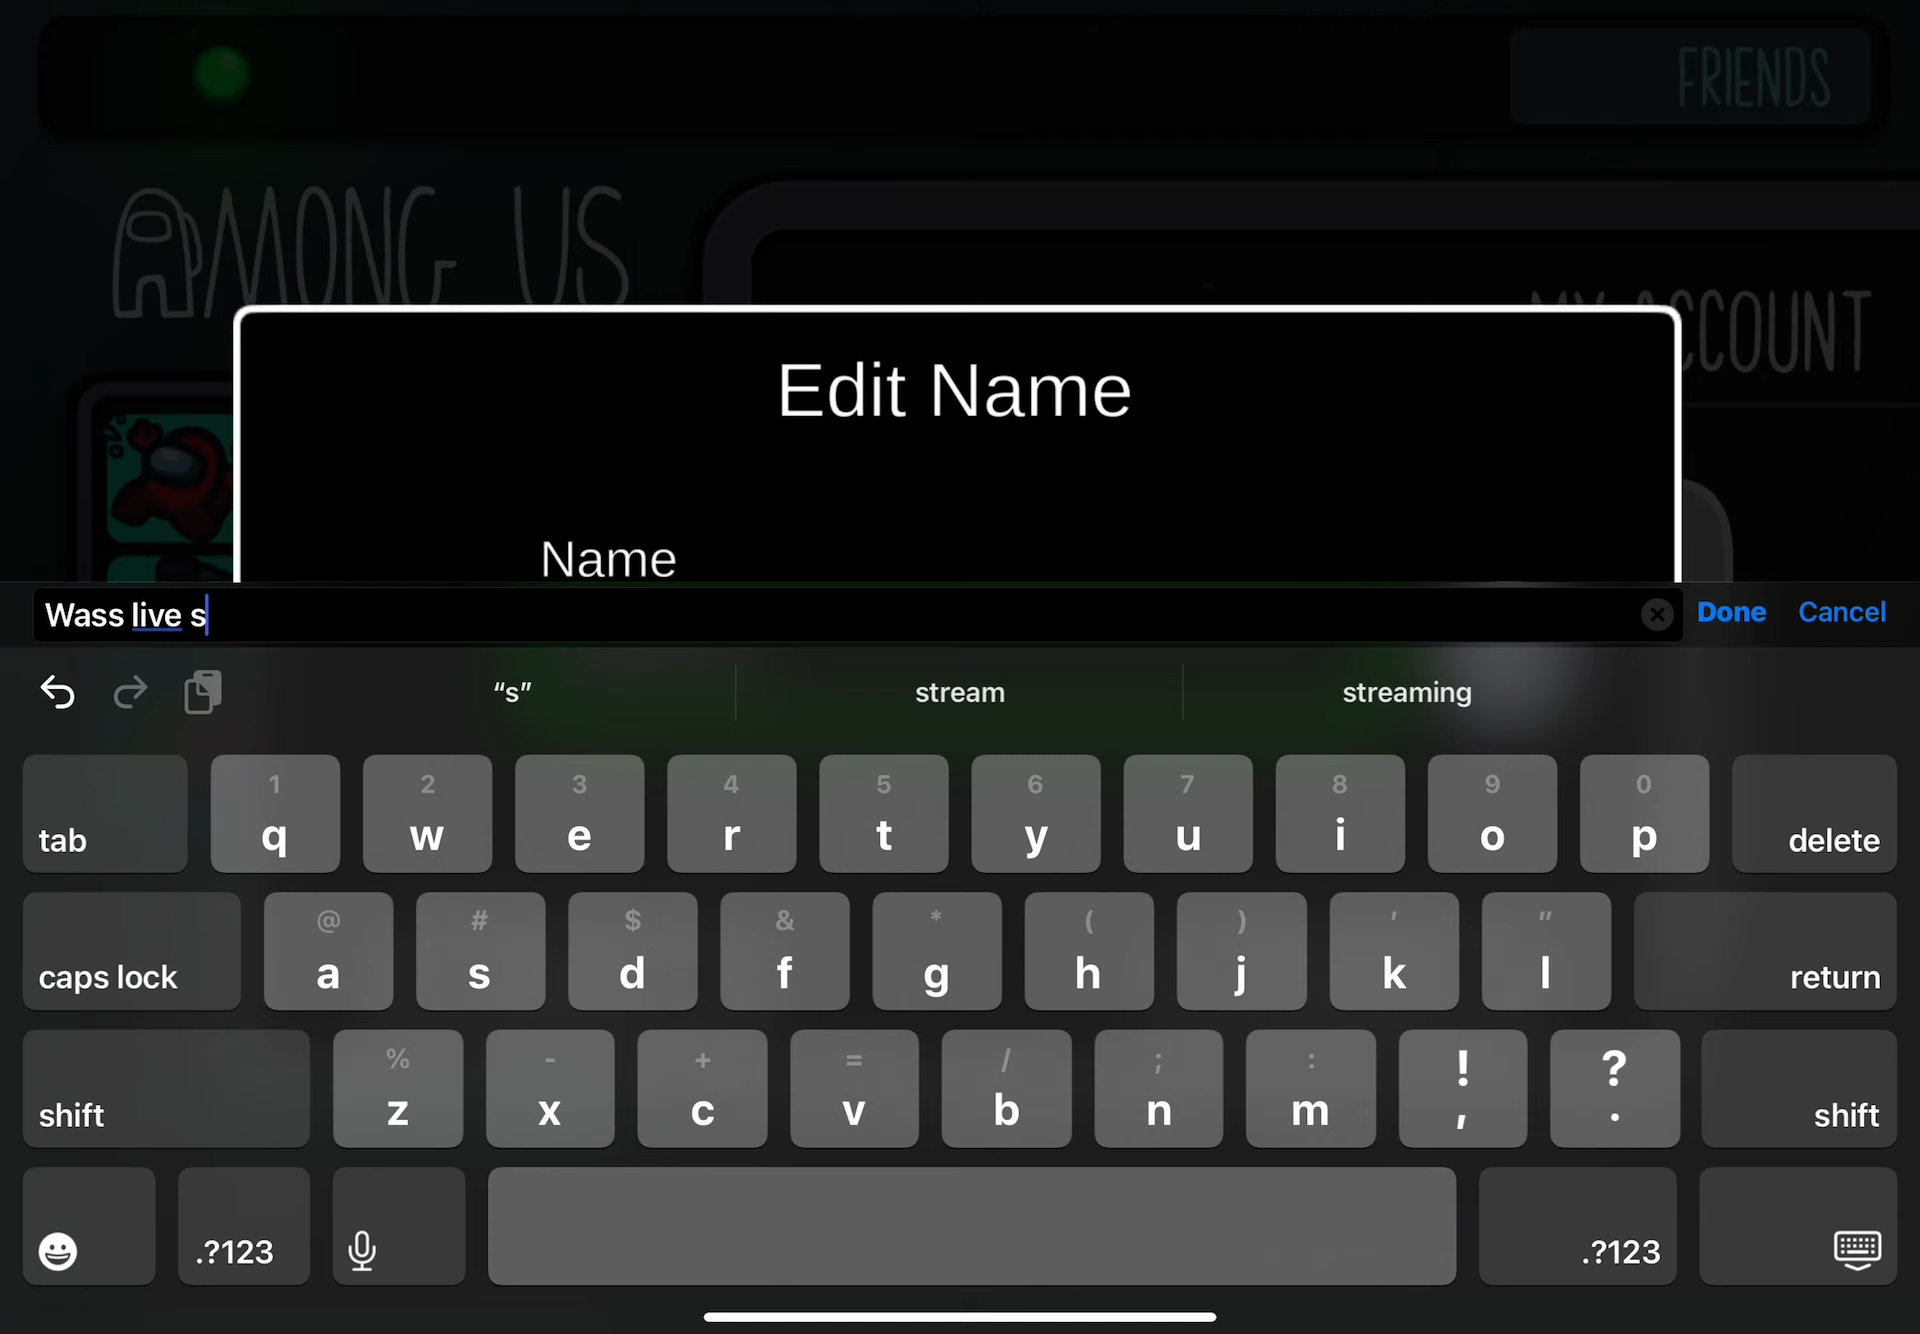 FRIENDS
AMONG US
MY ACCOUNT
Edit Name
Name
Wass live s
Done
Cancel
“s”
stream
streaming
tab
1
q
2
w
3
e
4
r
5
t
6
y
7
u
8
i
9
o
0
p
delete
caps lock
@
a
#
s
$
d
&
f
*
g
(
h
)
j
'
k
"
l
return
shift
%
z
-
x
+
c
=
v
/
b
;
n
:
m
!
,
?
.
shift
.?123
.?123